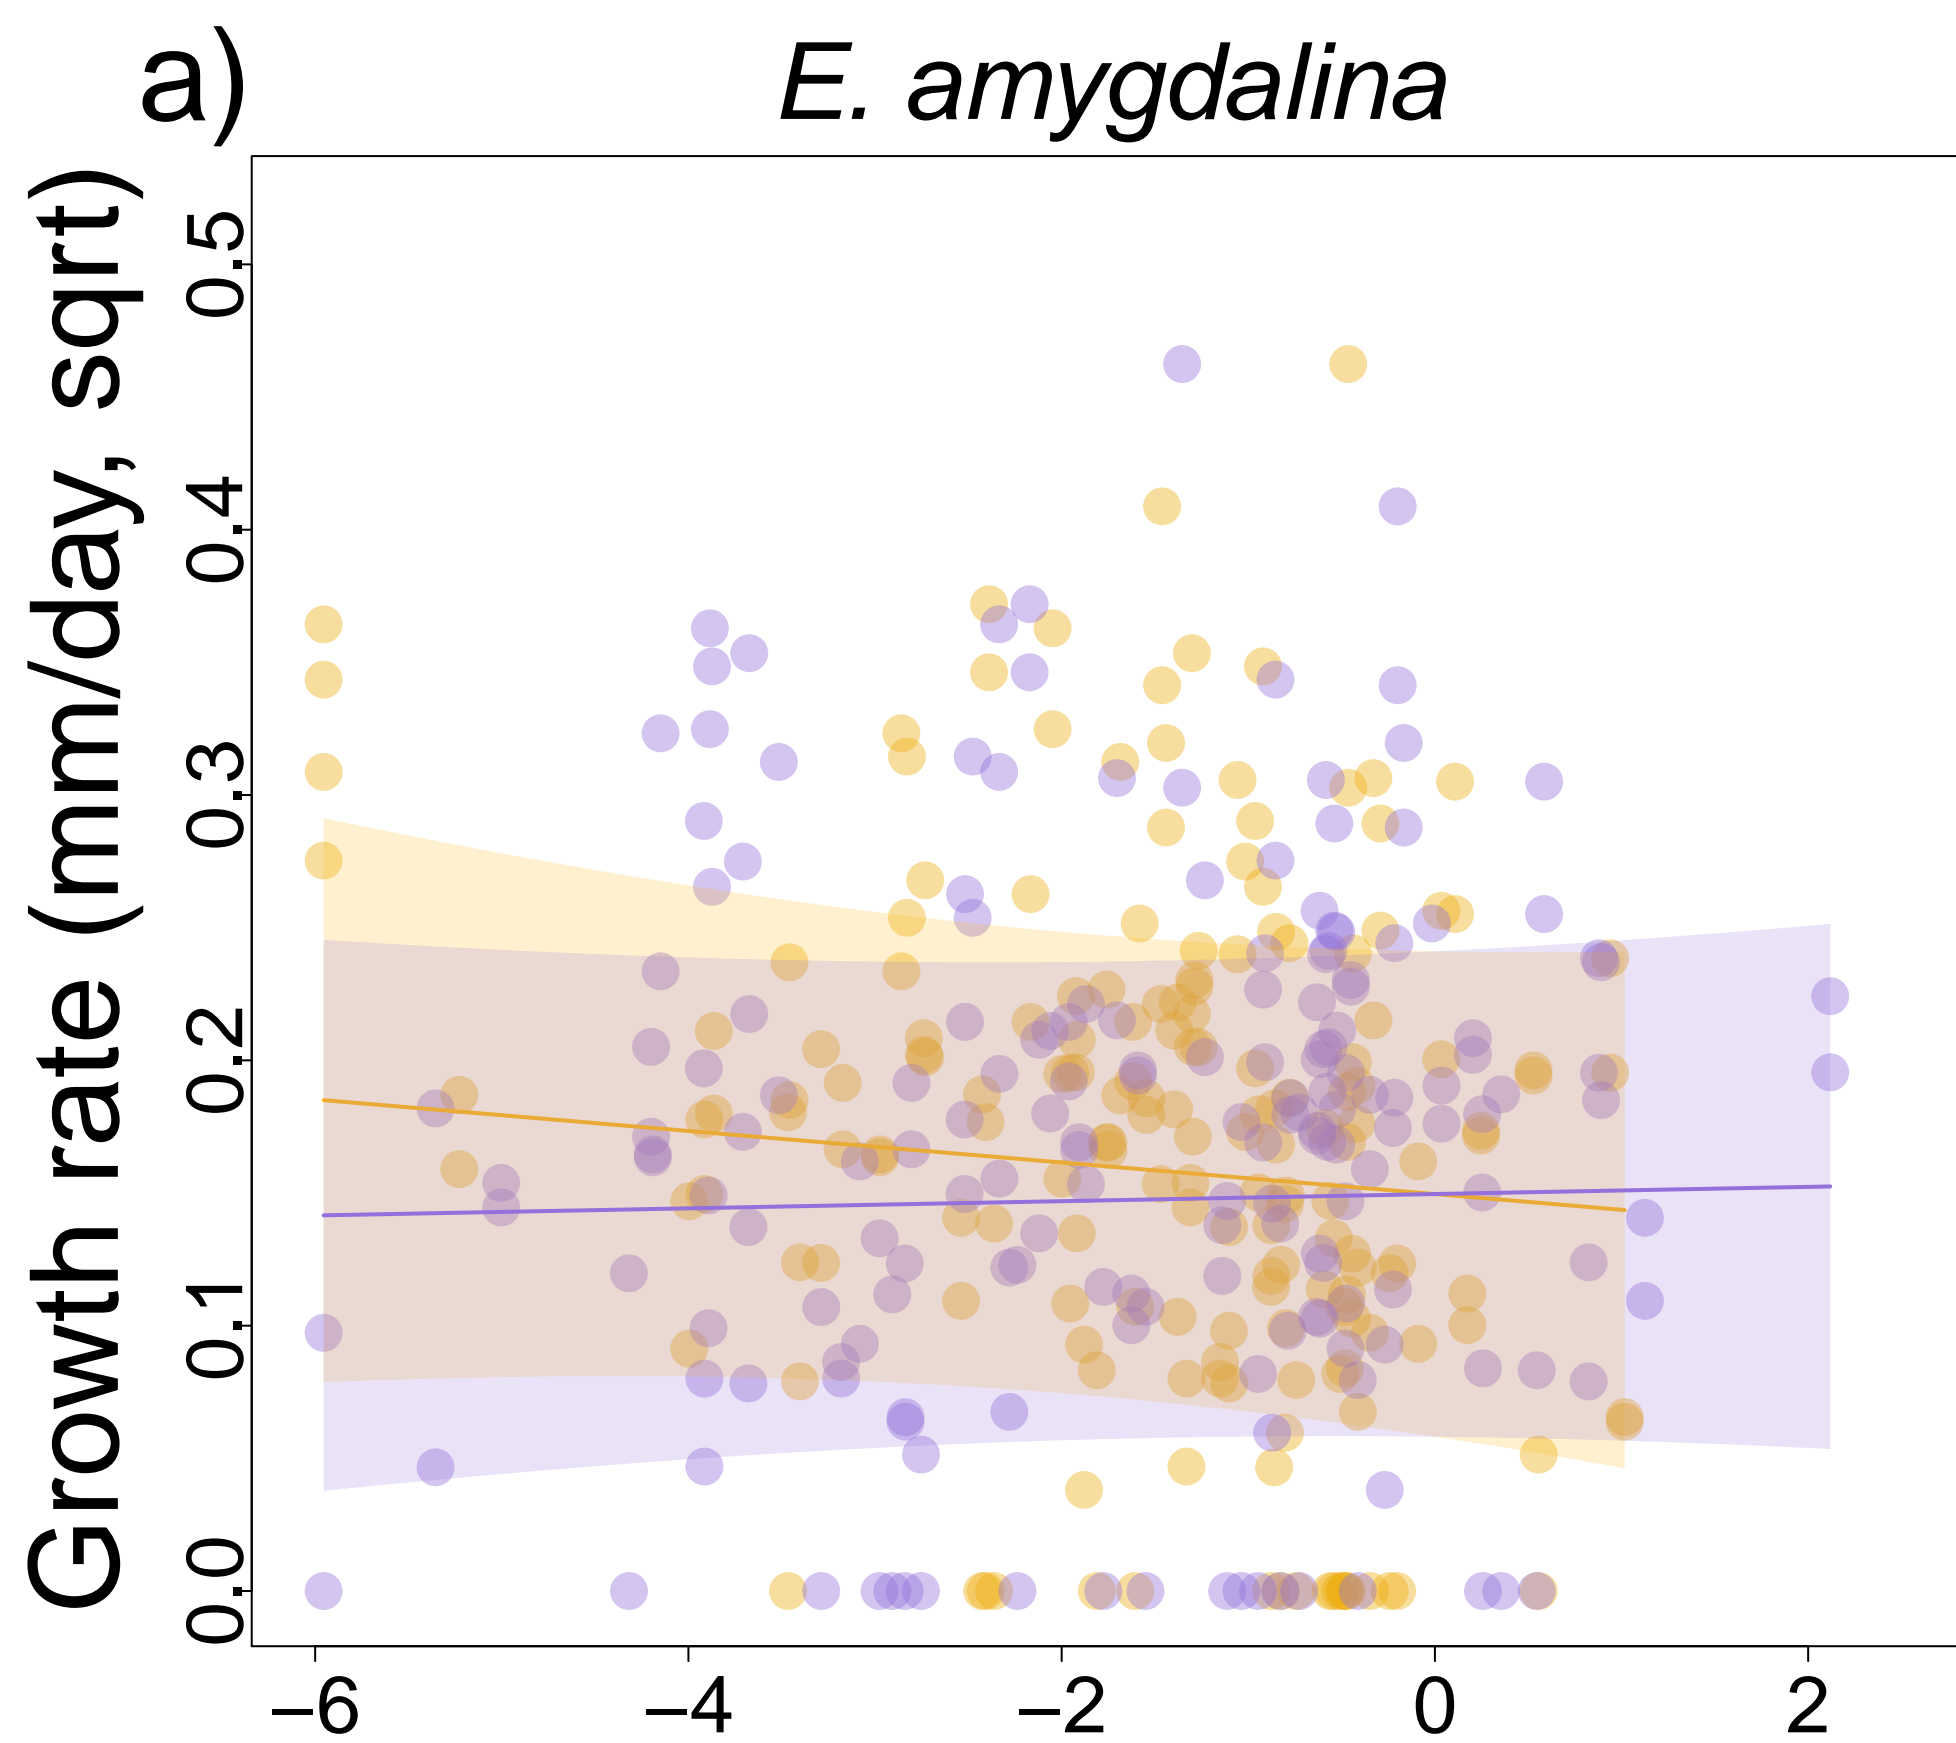 a)
E. amygdalina
Growth rate (mm/day, sqrt)
0.5
0.4
0.3
0.2
0.1
0.0
–6 –4 –2 0 2